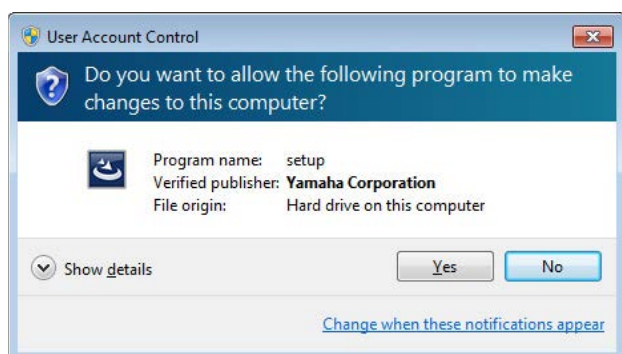 User Account Control
Do you want to allow the following program to make
changes to this computer?
Program name: setup
Verified publisher: Yamaha Corporation
File origin: Hard drive on this computer
Show details
Yes
No
Change when these notifications appear